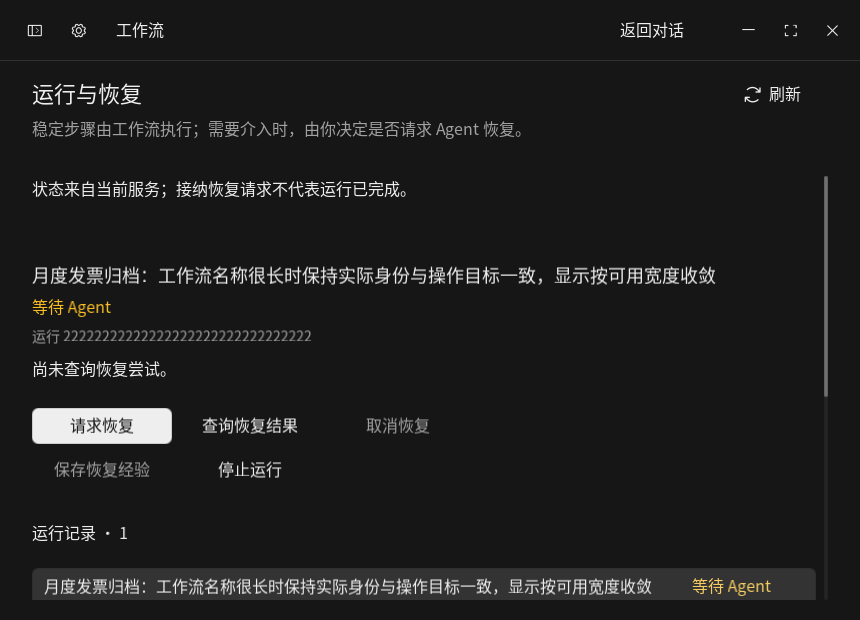 工作流 返回对话
运行与恢复 刷新
稳定步骤由工作流执行；需要介入时，由你决定是否请求 Agent 恢复。
状态来自当前服务；接纳恢复请求不代表运行已完成。
月度发票归档：工作流名称很长时保持实际身份与操作目标一致，显示按可用宽度收敛
等待 Agent
运行 22222222222222222222222222222222
尚未查询恢复尝试。
请求恢复 查询恢复结果 取消恢复
保存恢复经验 停止运行
运行记录 · 1
月度发票归档：工作流名称很长时保持实际身份与操作目标一致，显示按可用宽度收敛 等待 Agent